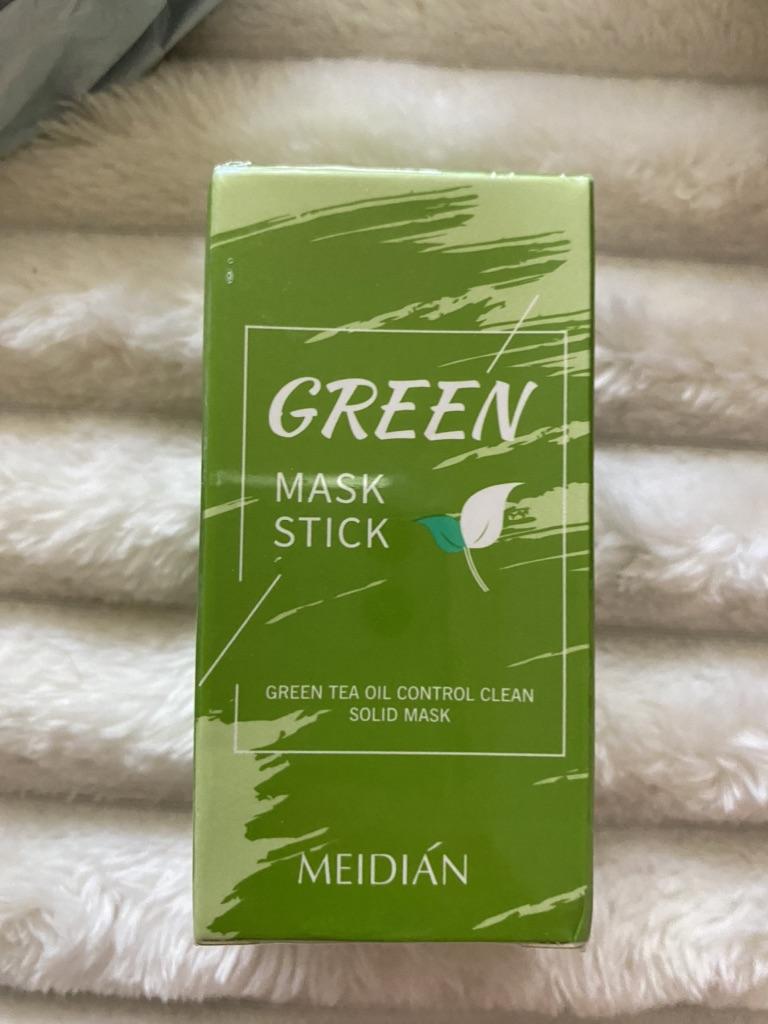 GREEN
MASK
STICK
GREEN TEA OIL CONTROL CLEAN
SOLID MASK
MEIDIÁN